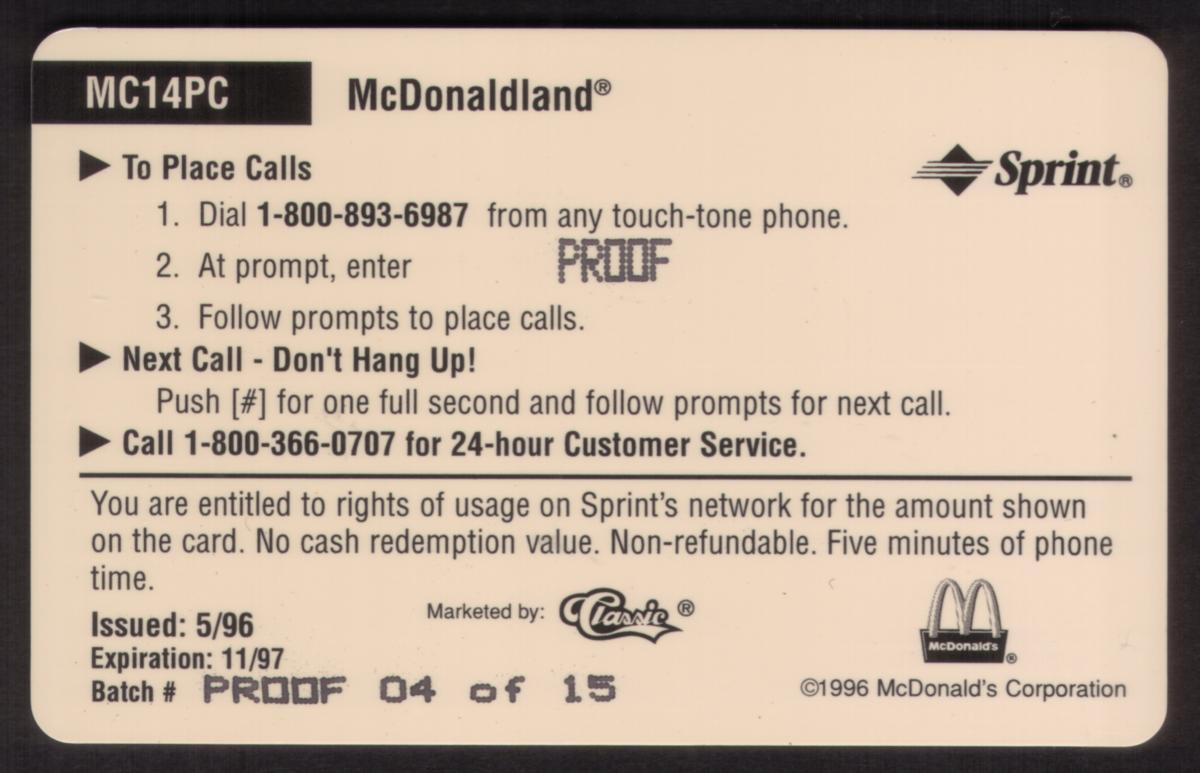 MC14PC McDonaldland®
▶ To Place Calls
Sprint®
1. Dial 1-800-893-6987 from any touch-tone phone.
2. At prompt, enter PROOF
3. Follow prompts to place calls.
▶ Next Call - Don't Hang Up!
Push [#] for one full second and follow prompts for next call.
▶ Call 1-800-366-0707 for 24-hour Customer Service.
You are entitled to rights of usage on Sprint's network for the amount shown
on the card. No cash redemption value. Non-refundable. Five minutes of phone
time.
Issued: 5/96
Marketed by: Classic®
McDonald's®
Expiration: 11/97
Batch # PROOF 04 of 15
©1996 McDonald's Corporation